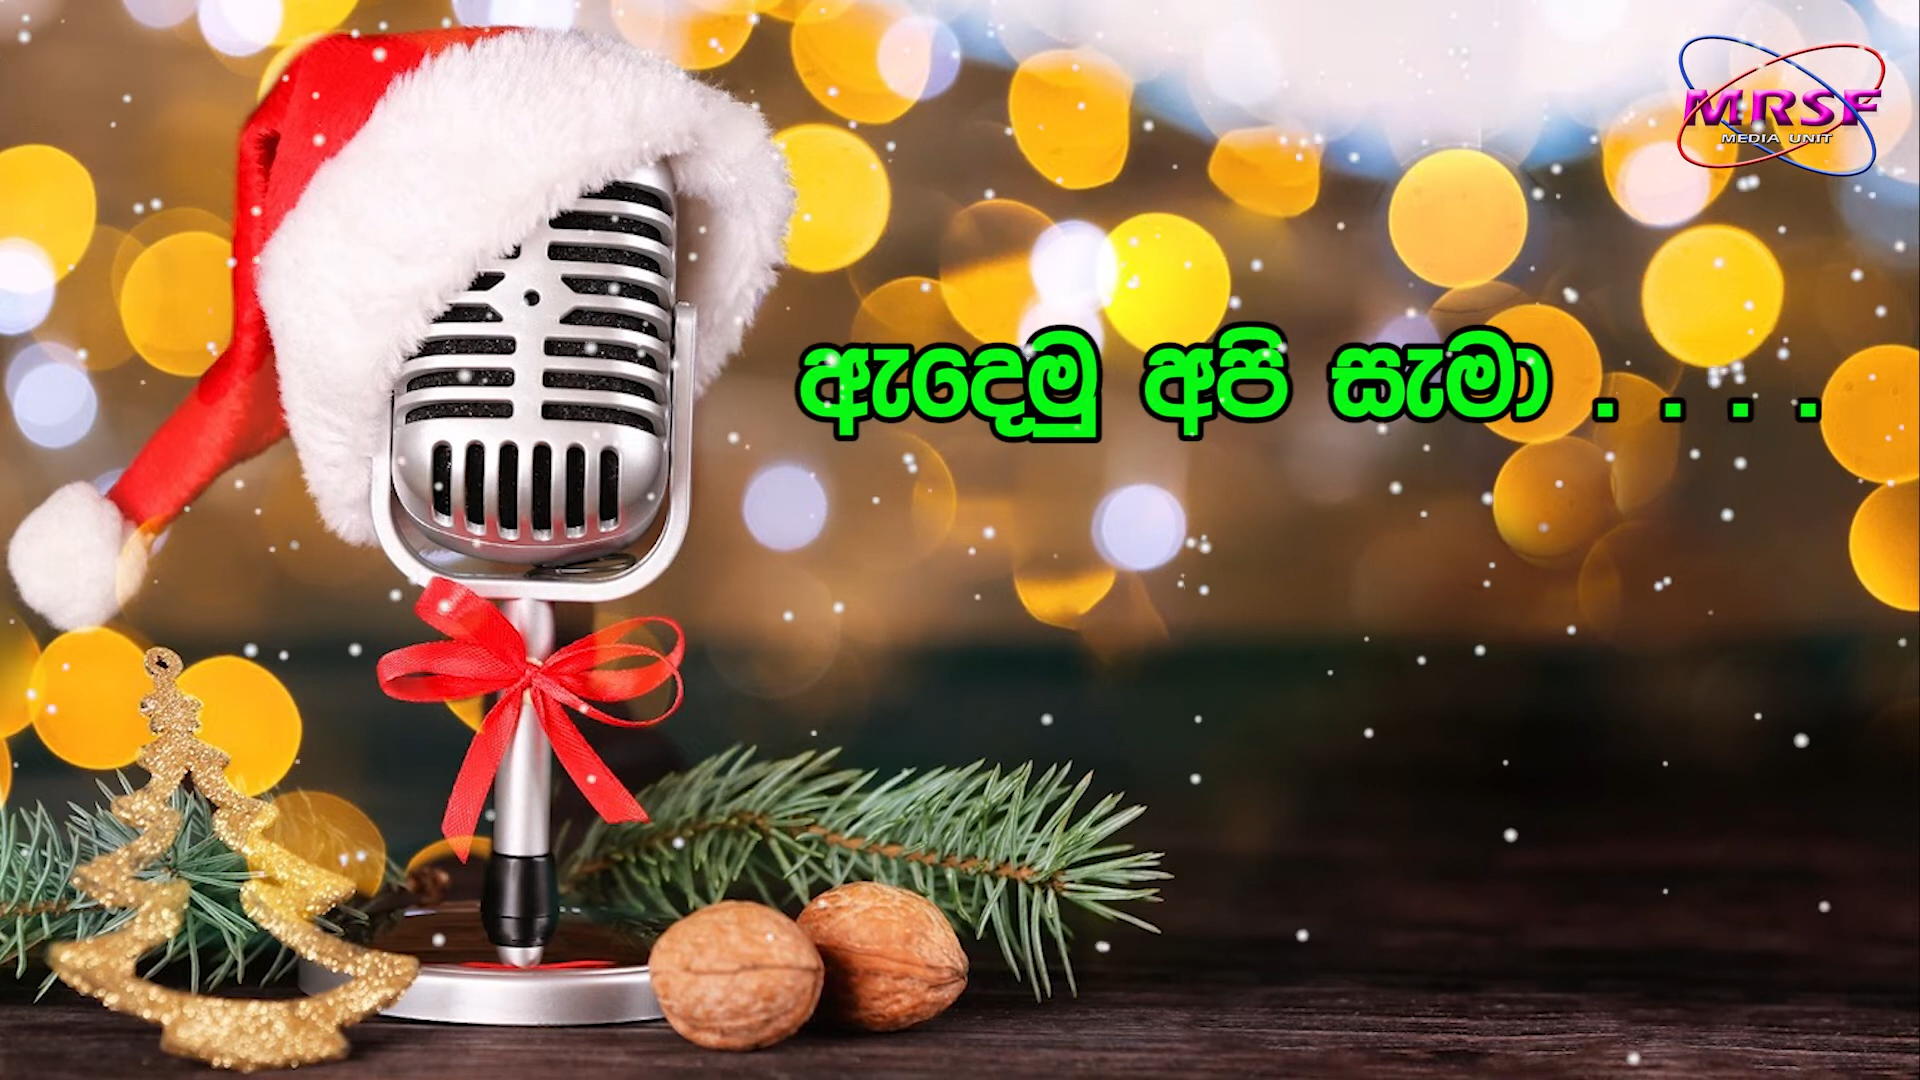 MRSF
MEDIA UNIT
ඇදෙමු අපි සැමා . . . .